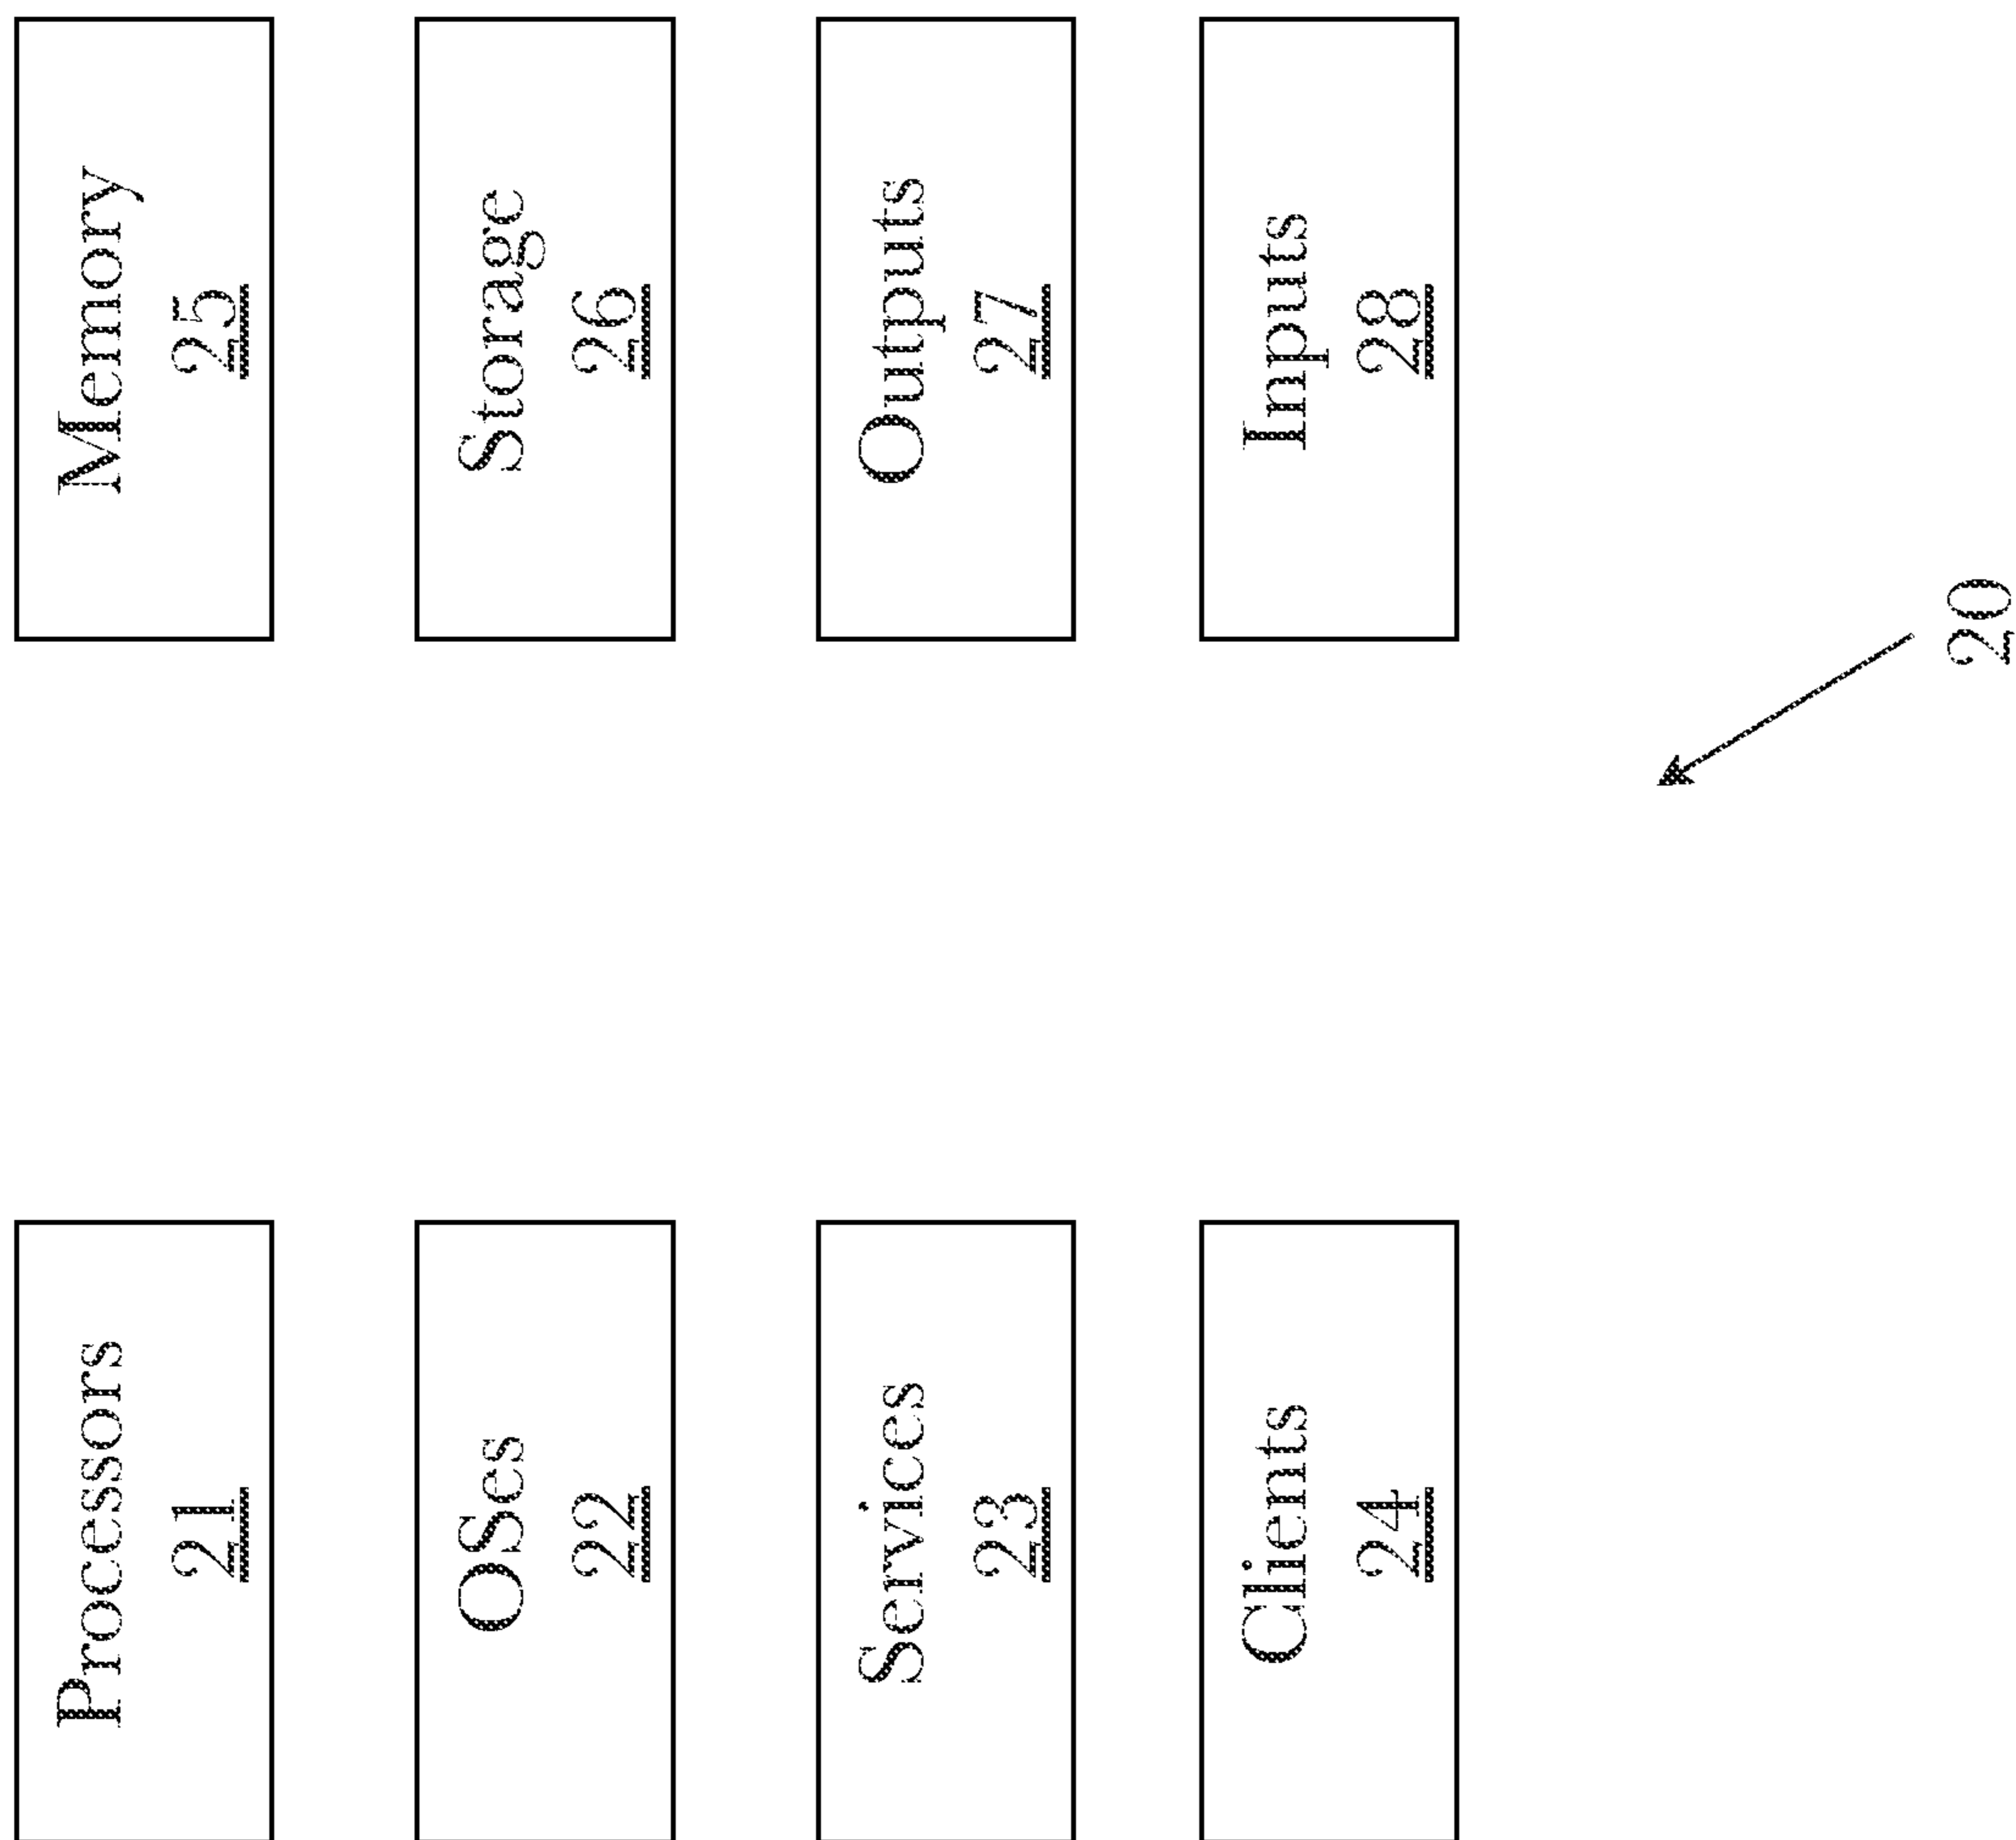 Processors
21
Memory
25
OSes
22
Storage
26
Services
23
Outputs
27
Clients
24
Inputs
28
20